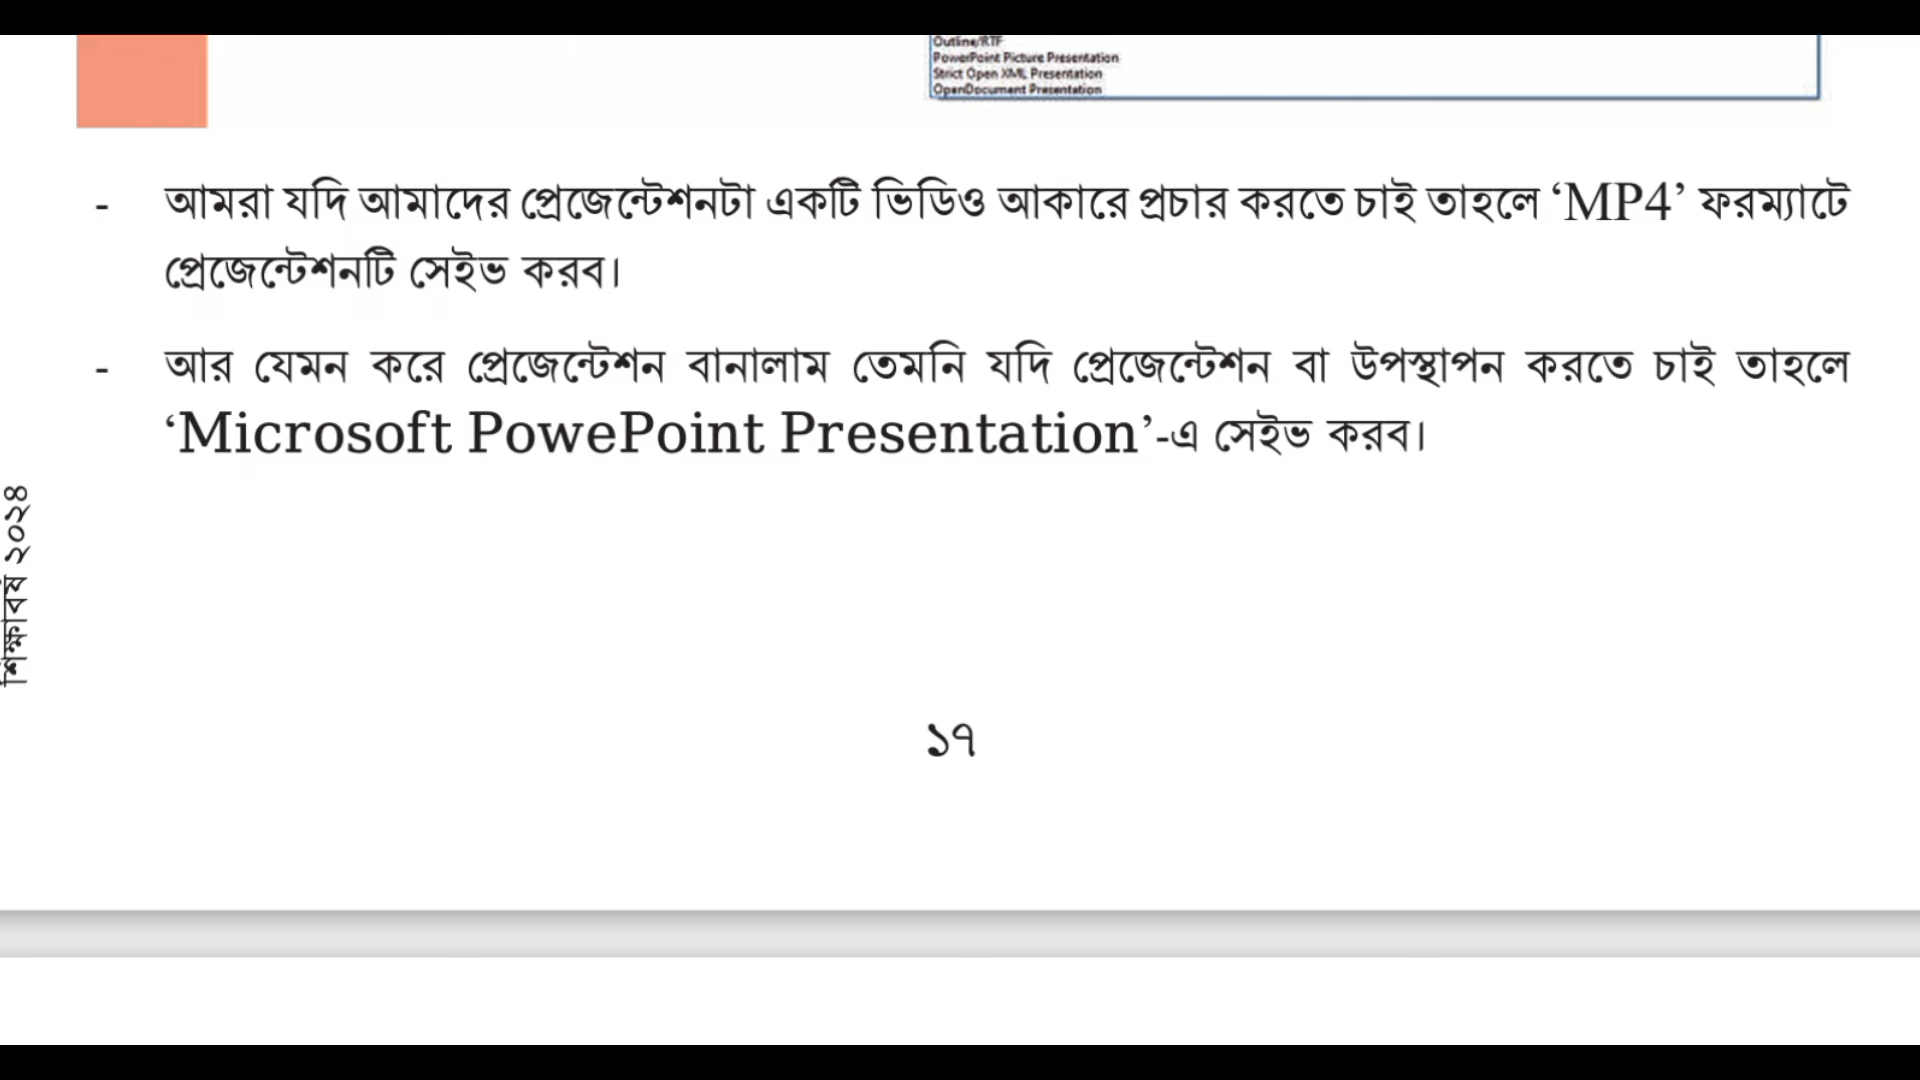 Outline/RTF
PowerPoint Picture Presentation
Strict Open XML Presentation
OpenDocument Presentation
- আমরা যদি আমাদের প্রেজেন্টেশনটা একটি ভিডিও আকারে প্রচার করতে চাই তাহলে ‘MP4’ ফরম্যাটে
প্রেজেন্টেশনটি সেইভ করব।
- আর যেমন করে প্রেজেন্টেশন বানালাম তেমনি যদি প্রেজেন্টেশন বা উপস্থাপন করতে চাই তাহলে
‘Microsoft PowePoint Presentation’-এ সেইভ করব।
শিক্ষাবর্ষ ২০২৪
১৭